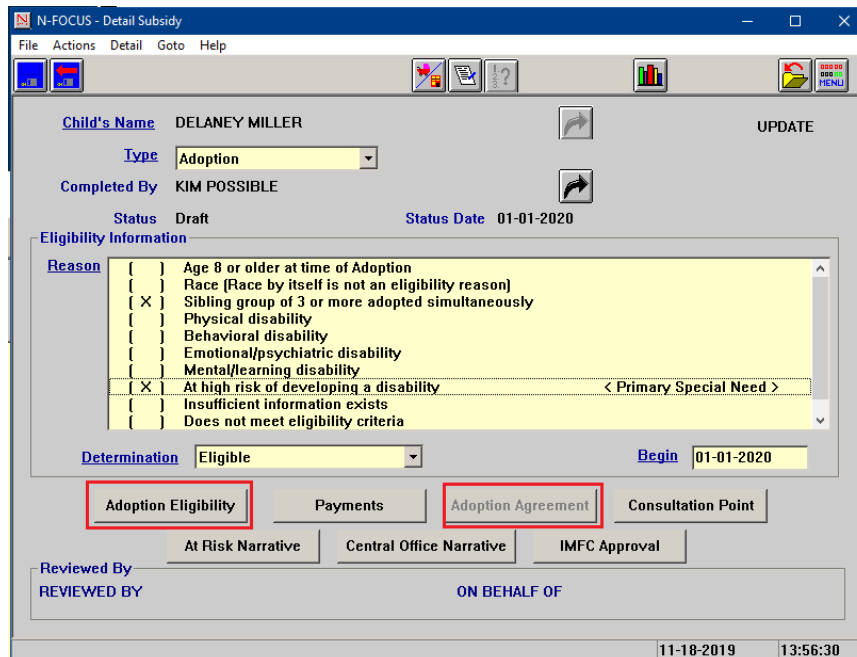 N-FOCUS - Detail Subsidy
File Actions Detail Goto Help
MENU
Child's Name DELANEY MILLER UPDATE
Type Adoption
Completed By KIM POSSIBLE
Status Draft Status Date 01-01-2020
Eligibility Information
Reason [ ] Age 8 or older at time of Adoption
[ ] Race (Race by itself is not an eligibility reason)
[ X ] Sibling group of 3 or more adopted simultaneously
[ ] Physical disability
[ ] Behavioral disability
[ ] Emotional/psychiatric disability
[ ] Mental/learning disability
[ X ] At high risk of developing a disability < Primary Special Need >
[ ] Insufficient information exists
[ ] Does not meet eligibility criteria
Determination Eligible Begin 01-01-2020
Adoption Eligibility Payments Adoption Agreement Consultation Point
At Risk Narrative Central Office Narrative IMFC Approval
Reviewed By
REVIEWED BY ON BEHALF OF
11-18-2019 13:56:30